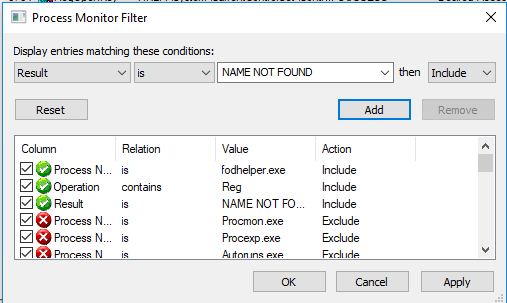 Process Monitor Filter
Display entries matching these conditions:
Result is NAME NOT FOUND then Include
Reset Add Remove
Column Relation Value Action
Process N... is fodhelper.exe Include
Operation contains Reg Include
Result is NAME NOT FO... Include
Process N... is Procmon.exe Exclude
Process N... is Procexp.exe Exclude
Process N... is Autoruns.exe Exclude
OK Cancel Apply